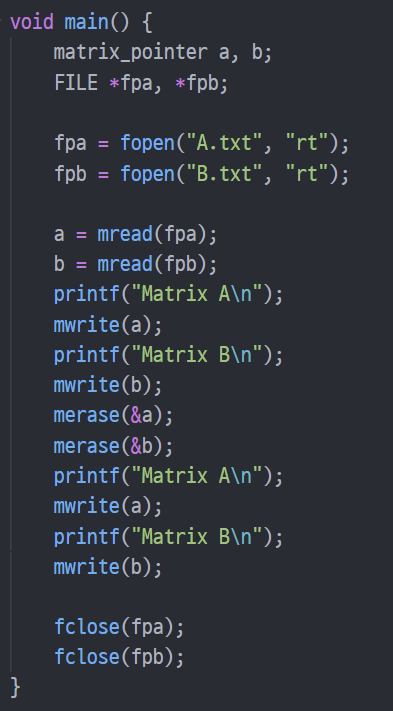 void main() {
    matrix_pointer a, b;
    FILE *fpa, *fpb;

    fpa = fopen("A.txt", "rt");
    fpb = fopen("B.txt", "rt");

    a = mread(fpa);
    b = mread(fpb);
    printf("Matrix A\n");
    mwrite(a);
    printf("Matrix B\n");
    mwrite(b);
    merase(&a);
    merase(&b);
    printf("Matrix A\n");
    mwrite(a);
    printf("Matrix B\n");
    mwrite(b);

    fclose(fpa);
    fclose(fpb);
}